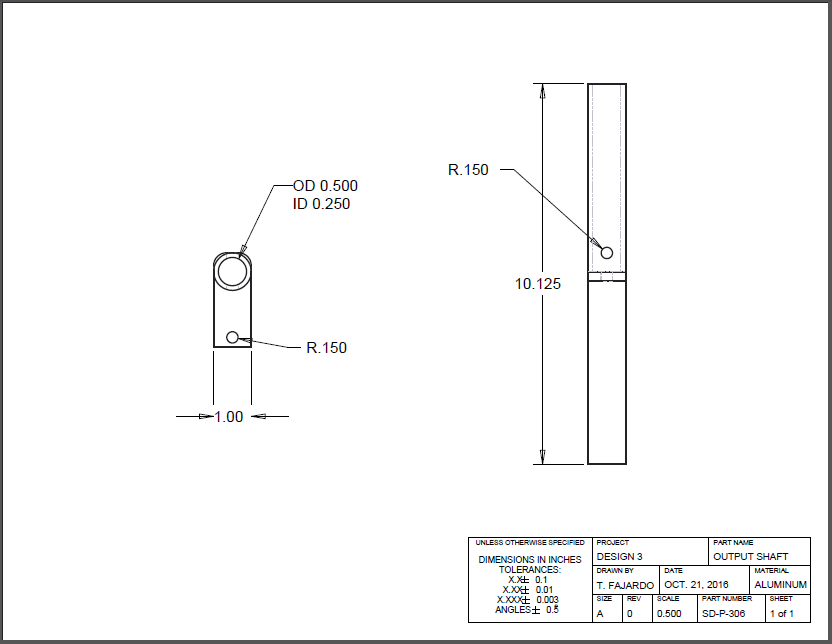 R.150
OD 0.500
ID 0.250
10.125
R.150
1.00
UNLESS OTHERWISE SPECIFIED
DIMENSIONS IN INCHES
TOLERANCES:
X.X± 0.1
X.XX± 0.01
X.XXX± 0.003
ANGLES± 0.5°
PROJECT
DESIGN 3
PART NAME
OUTPUT SHAFT
DRAWN BY
T. FAJARDO
DATE
OCT. 21, 2016
MATERIAL
ALUMINUM
SIZE
A
REV
0
SCALE
0.500
PART NUMBER
SD-P-306
SHEET
1 of 1